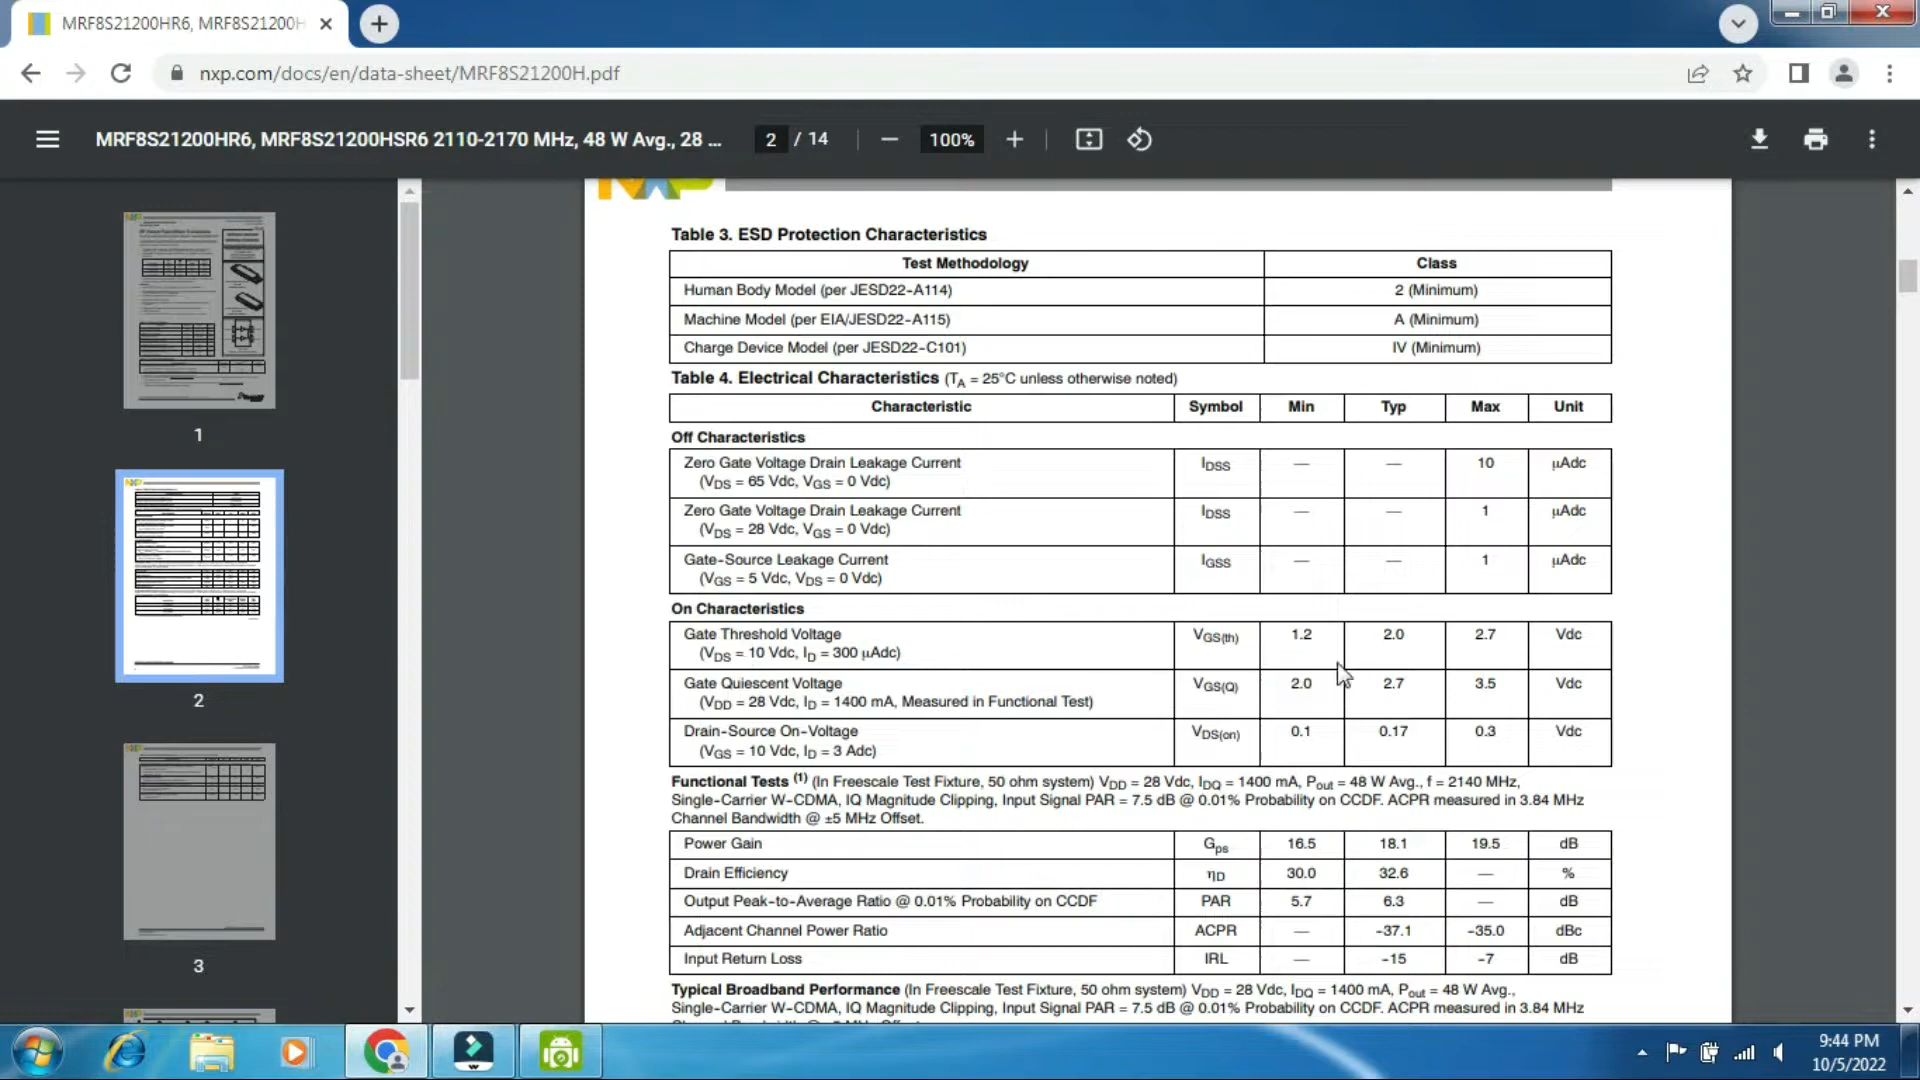 MRF8S21200HR6, MRF8S21200H
nxp.com/docs/en/data-sheet/MRF8S21200H.pdf
MRF8S21200HR6, MRF8S21200HSR6 2110-2170 MHz, 48 W Avg., 28 ...
2 / 14
100%
1
2
3
NXP
Table 3. ESD Protection Characteristics
Test Methodology Class
Human Body Model (per JESD22-A114) 2 (Minimum)
Machine Model (per EIA/JESD22-A115) A (Minimum)
Charge Device Model (per JESD22-C101) IV (Minimum)
Table 4. Electrical Characteristics (TA = 25°C unless otherwise noted)
Characteristic Symbol Min Typ Max Unit
Off Characteristics
Zero Gate Voltage Drain Leakage Current IDSS — — 10 μAdc
(VDS = 65 Vdc, VGS = 0 Vdc)
Zero Gate Voltage Drain Leakage Current IDSS — — 1 μAdc
(VDS = 28 Vdc, VGS = 0 Vdc)
Gate-Source Leakage Current IGSS — — 1 μAdc
(VGS = 5 Vdc, VDS = 0 Vdc)
On Characteristics
Gate Threshold Voltage VGS(th) 1.2 2.0 2.7 Vdc
(VDS = 10 Vdc, ID = 300 μAdc)
Gate Quiescent Voltage VGS(Q) 2.0 2.7 3.5 Vdc
(VDD = 28 Vdc, ID = 1400 mA, Measured in Functional Test)
Drain-Source On-Voltage VDS(on) 0.1 0.17 0.3 Vdc
(VGS = 10 Vdc, ID = 3 Adc)
Functional Tests (1) (In Freescale Test Fixture, 50 ohm system) VDD = 28 Vdc, IDQ = 1400 mA, Pout = 48 W Avg., f = 2140 MHz,
Single-Carrier W-CDMA, IQ Magnitude Clipping, Input Signal PAR = 7.5 dB @ 0.01% Probability on CCDF. ACPR measured in 3.84 MHz
Channel Bandwidth @ ±5 MHz Offset.
Power Gain Gps 16.5 18.1 19.5 dB
Drain Efficiency ηD 30.0 32.6 — %
Output Peak-to-Average Ratio @ 0.01% Probability on CCDF PAR 5.7 6.3 — dB
Adjacent Channel Power Ratio ACPR — -37.1 -35.0 dBc
Input Return Loss IRL — -15 -7 dB
Typical Broadband Performance (In Freescale Test Fixture, 50 ohm system) VDD = 28 Vdc, IDQ = 1400 mA, Pout = 48 W Avg.,
Single-Carrier W-CDMA, IQ Magnitude Clipping, Input Signal PAR = 7.5 dB @ 0.01% Probability on CCDF. ACPR measured in 3.84 MHz
9:44 PM
10/5/2022